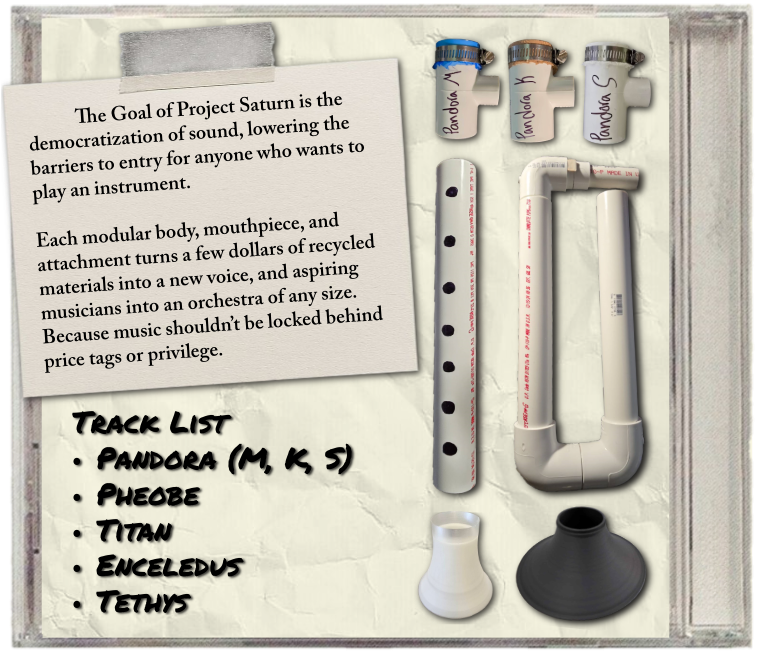 The Goal of Project Saturn is the
democratization of sound, lowering the
barriers to entry for anyone who wants to
play an instrument.
Each modular body, mouthpiece, and
attachment turns a few dollars of recycled
materials into a new voice, and aspiring
musicians into an orchestra of any size.
Because music shouldn't be locked behind
price tags or privilege.
Track List
• Pandora (M, K, S)
• Pheobe
• Titan
• Enceledus
• Tethys
Pandora M
Pandora K
Pandora S
MADE IN